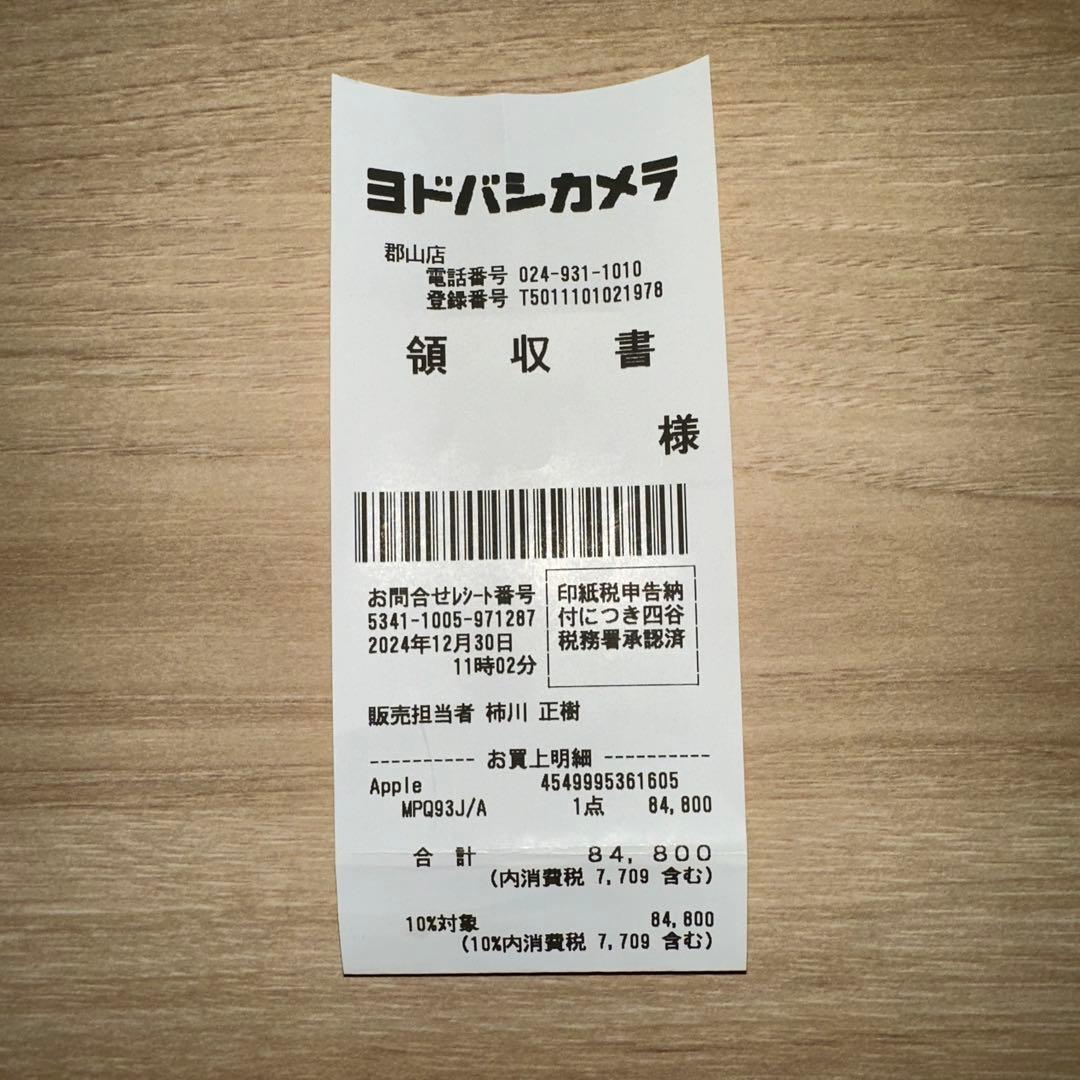 ヨドバシカメラ
郡山店
電話番号 024-931-1010
登録番号 T5011101021978
領 収 書
様
お問合せﾚｼｰﾄ番号
5341-1005-971287
2024年12月30日
11時02分
印紙税申告納
付につき四谷
税務署承認済
販売担当者 柿川 正樹
---------- お買上明細 ----------
Apple 4549995361605
MPQ93J/A 1点 84,800
合 計 84,800
(内消費税 7,709 含む)
10%対象 84,800
(10%内消費税 7,709 含む)